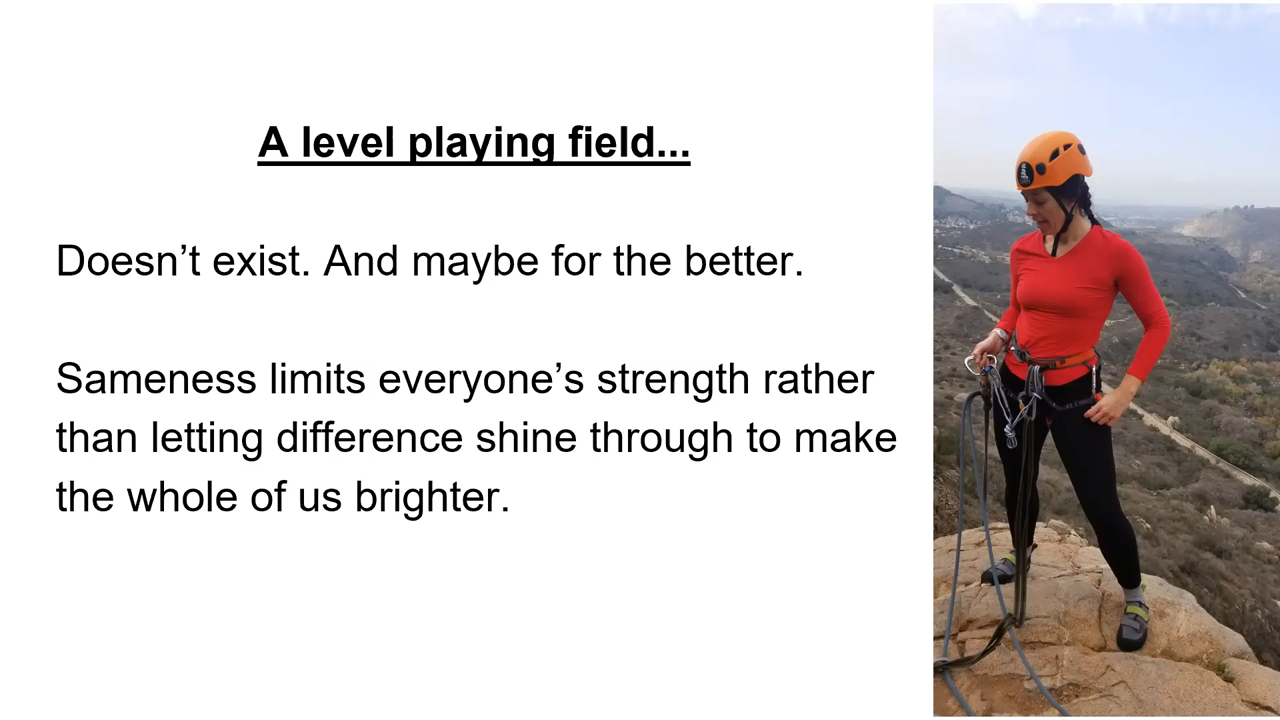 A level playing field...
Doesn’t exist. And maybe for the better.
Sameness limits everyone’s strength rather
than letting difference shine through to make
the whole of us brighter.